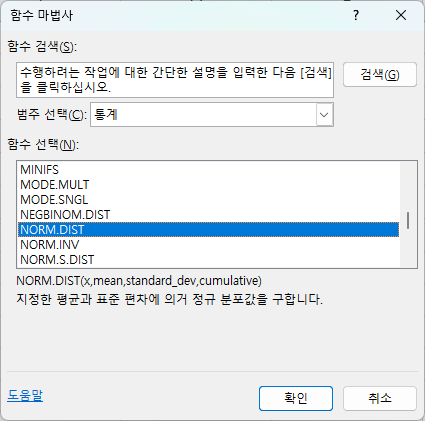 함수 마법사
? ×
함수 검색(S):
수행하려는 작업에 대한 간단한 설명을 입력한 다음 [검색]
을 클릭하십시오.
검색(G)
범주 선택(C): 통계
함수 선택(N):
MINIFS
MODE.MULT
MODE.SNGL
NEGBINOM.DIST
NORM.DIST
NORM.INV
NORM.S.DIST
NORM.DIST(x,mean,standard_dev,cumulative)
지정한 평균과 표준 편차에 의거 정규 분포값을 구합니다.
도움말
확인
취소